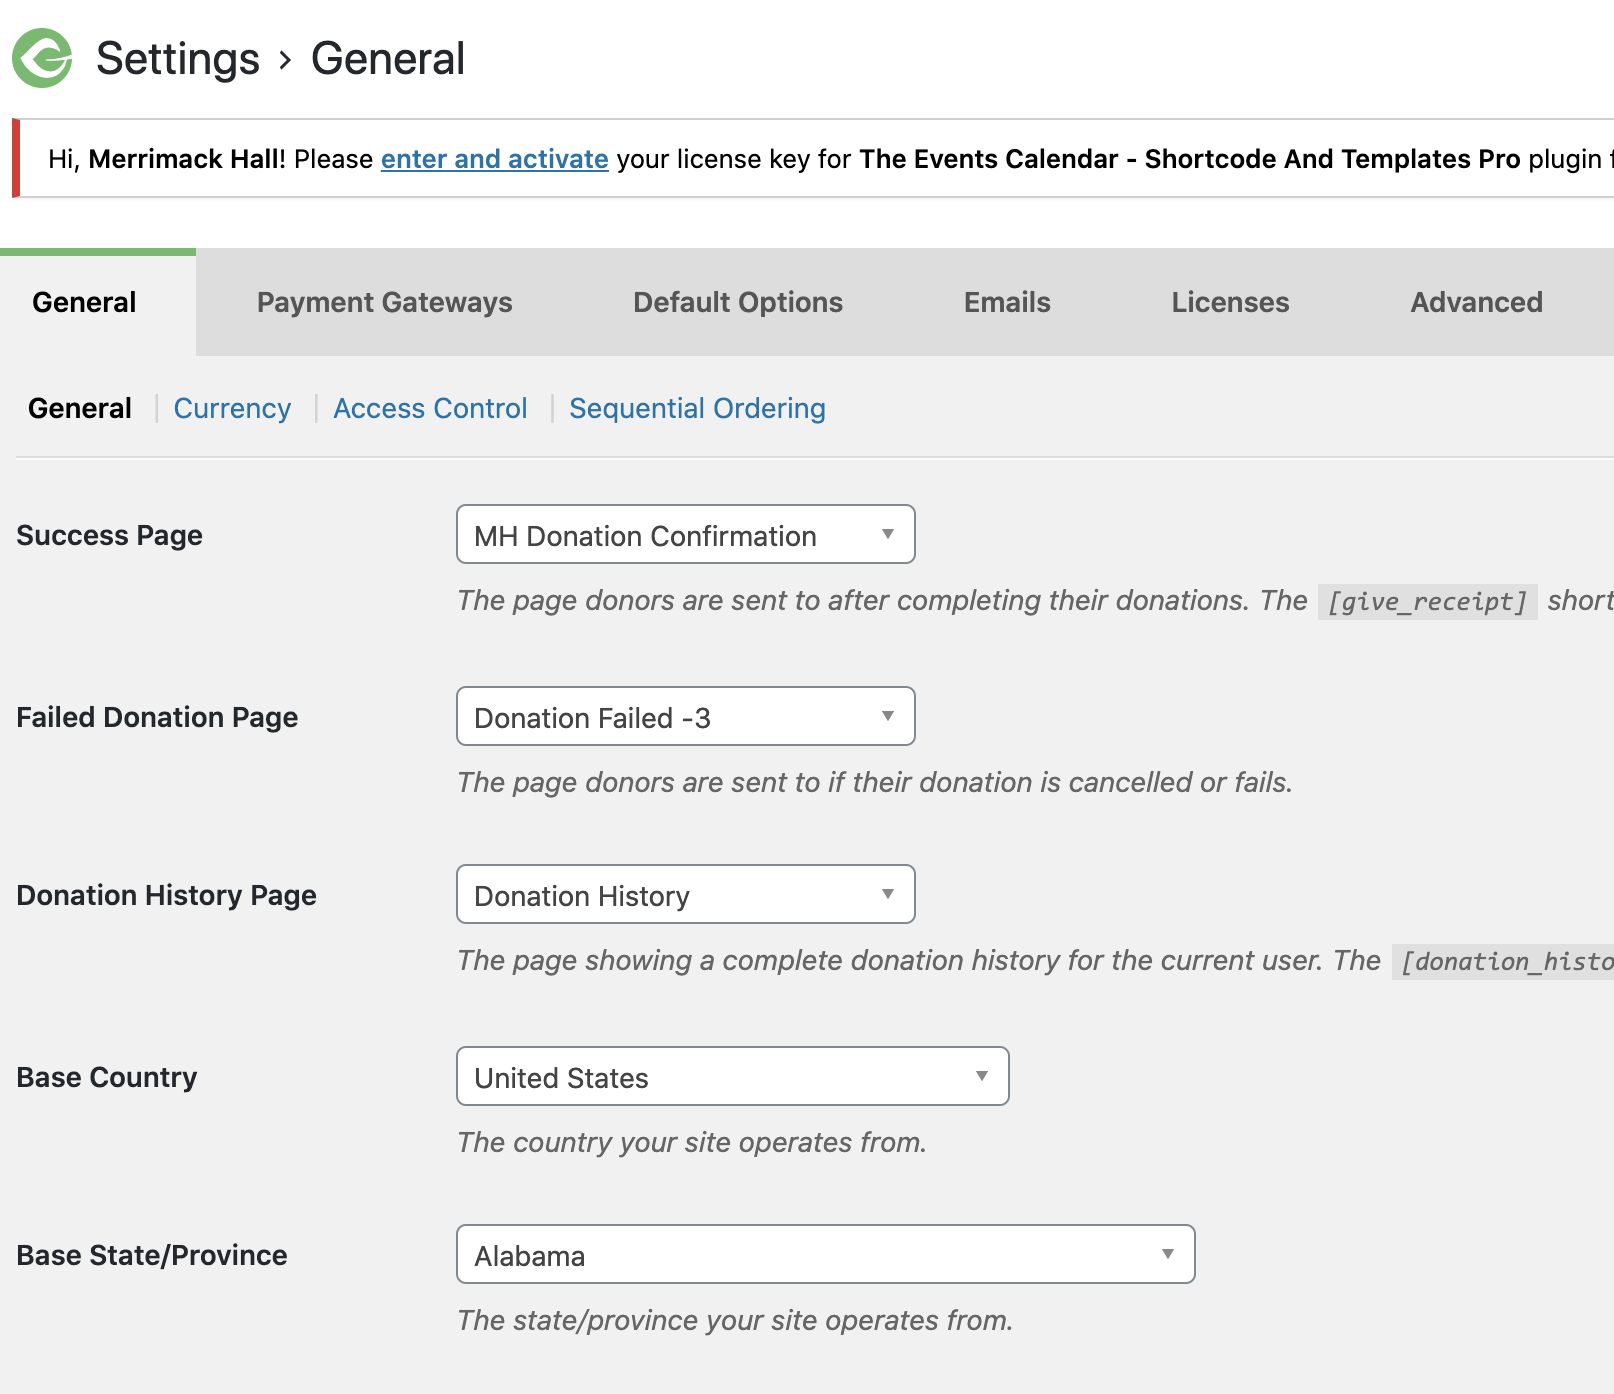 Settings › General
Hi, Merrimack Hall! Please enter and activate your license key for The Events Calendar - Shortcode And Templates Pro plugin
General Payment Gateways Default Options Emails Licenses Advanced
General Currency Access Control Sequential Ordering
Success Page MH Donation Confirmation
The page donors are sent to after completing their donations. The [give_receipt] short
Failed Donation Page Donation Failed -3
The page donors are sent to if their donation is cancelled or fails.
Donation History Page Donation History
The page showing a complete donation history for the current user. The [donation_histo
Base Country United States
The country your site operates from.
Base State/Province Alabama
The state/province your site operates from.